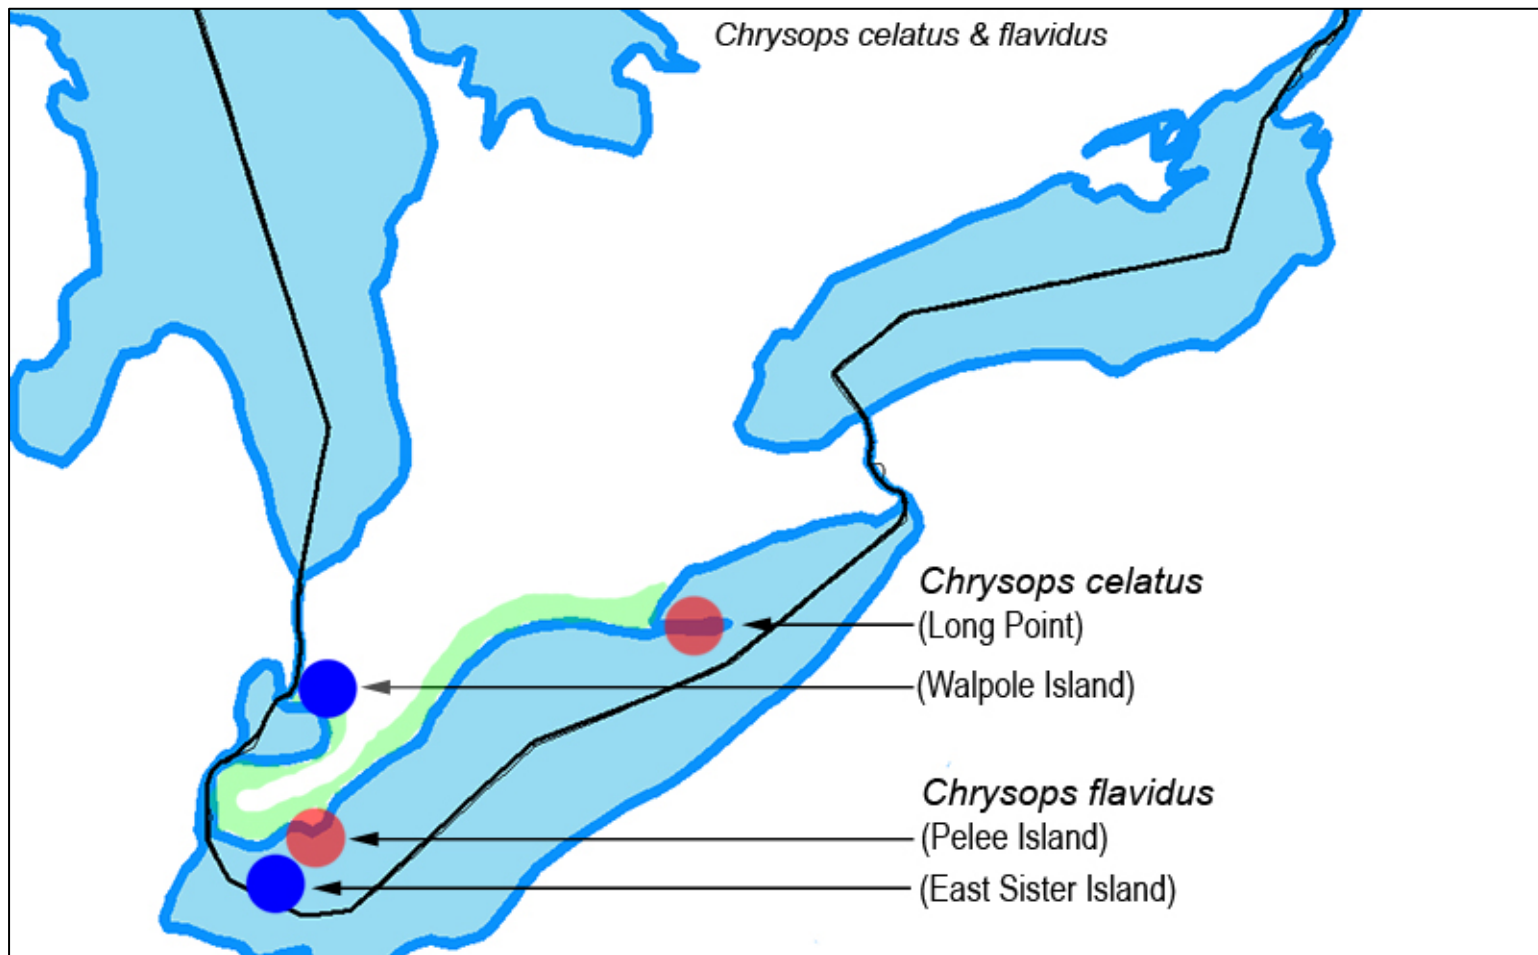 Chrysops celatus & flavidus
Chrysops celatus
(Long Point)
(Walpole Island)
Chrysops flavidus
(Pelee Island)
(East Sister Island)